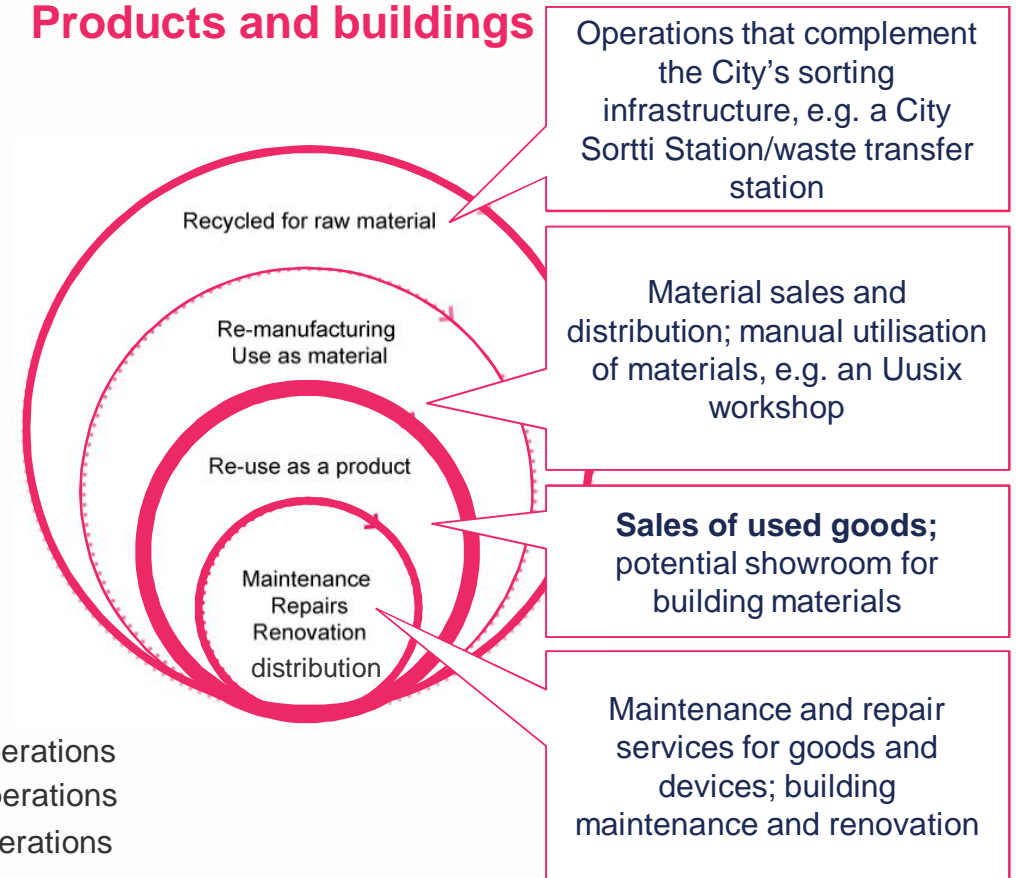 Products and buildings
Operations that complement
the City’s sorting
infrastructure, e.g. a City
Sortti Station/waste transfer
station
Recycled for raw material
Material sales and
distribution; manual utilisation
of materials, e.g. an Uusix
workshop
Re-manufacturing
Use as material
Re-use as a product
Sales of used goods;
potential showroom for
building materials
Maintenance
Repairs
Renovation
distribution
Maintenance and repair
services for goods and
devices; building
maintenance and renovation
erations
perations
erations